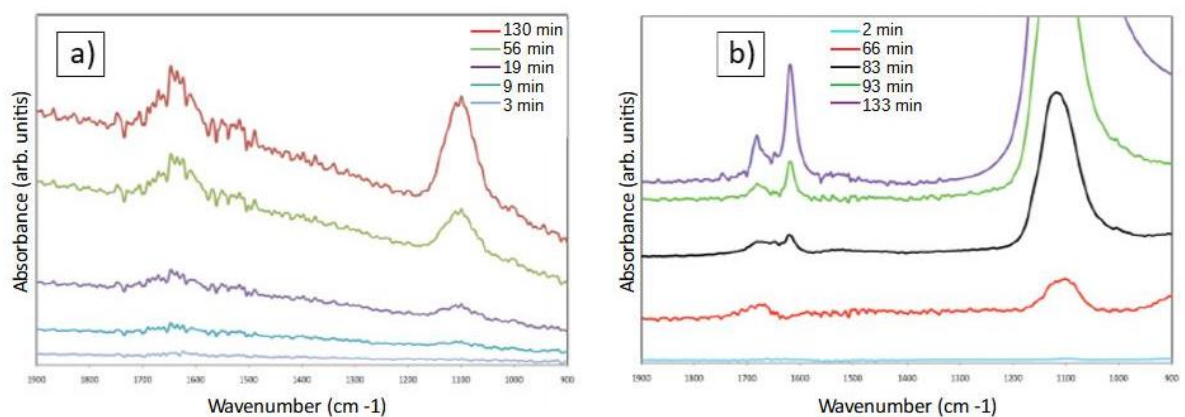 a)
130 min
56 min
19 min
9 min
3 min
Absorbance (arb. unitis)
1900 1800 1700 1600 1500 1400 1300 1200 1100 1000 900
Wavenumber (cm -1)
b)
2 min
66 min
83 min
93 min
133 min
Absorbance (arb. unitis)
1900 1800 1700 1600 1500 1400 1300 1200 1100 1000 900
Wavenumber (cm -1)